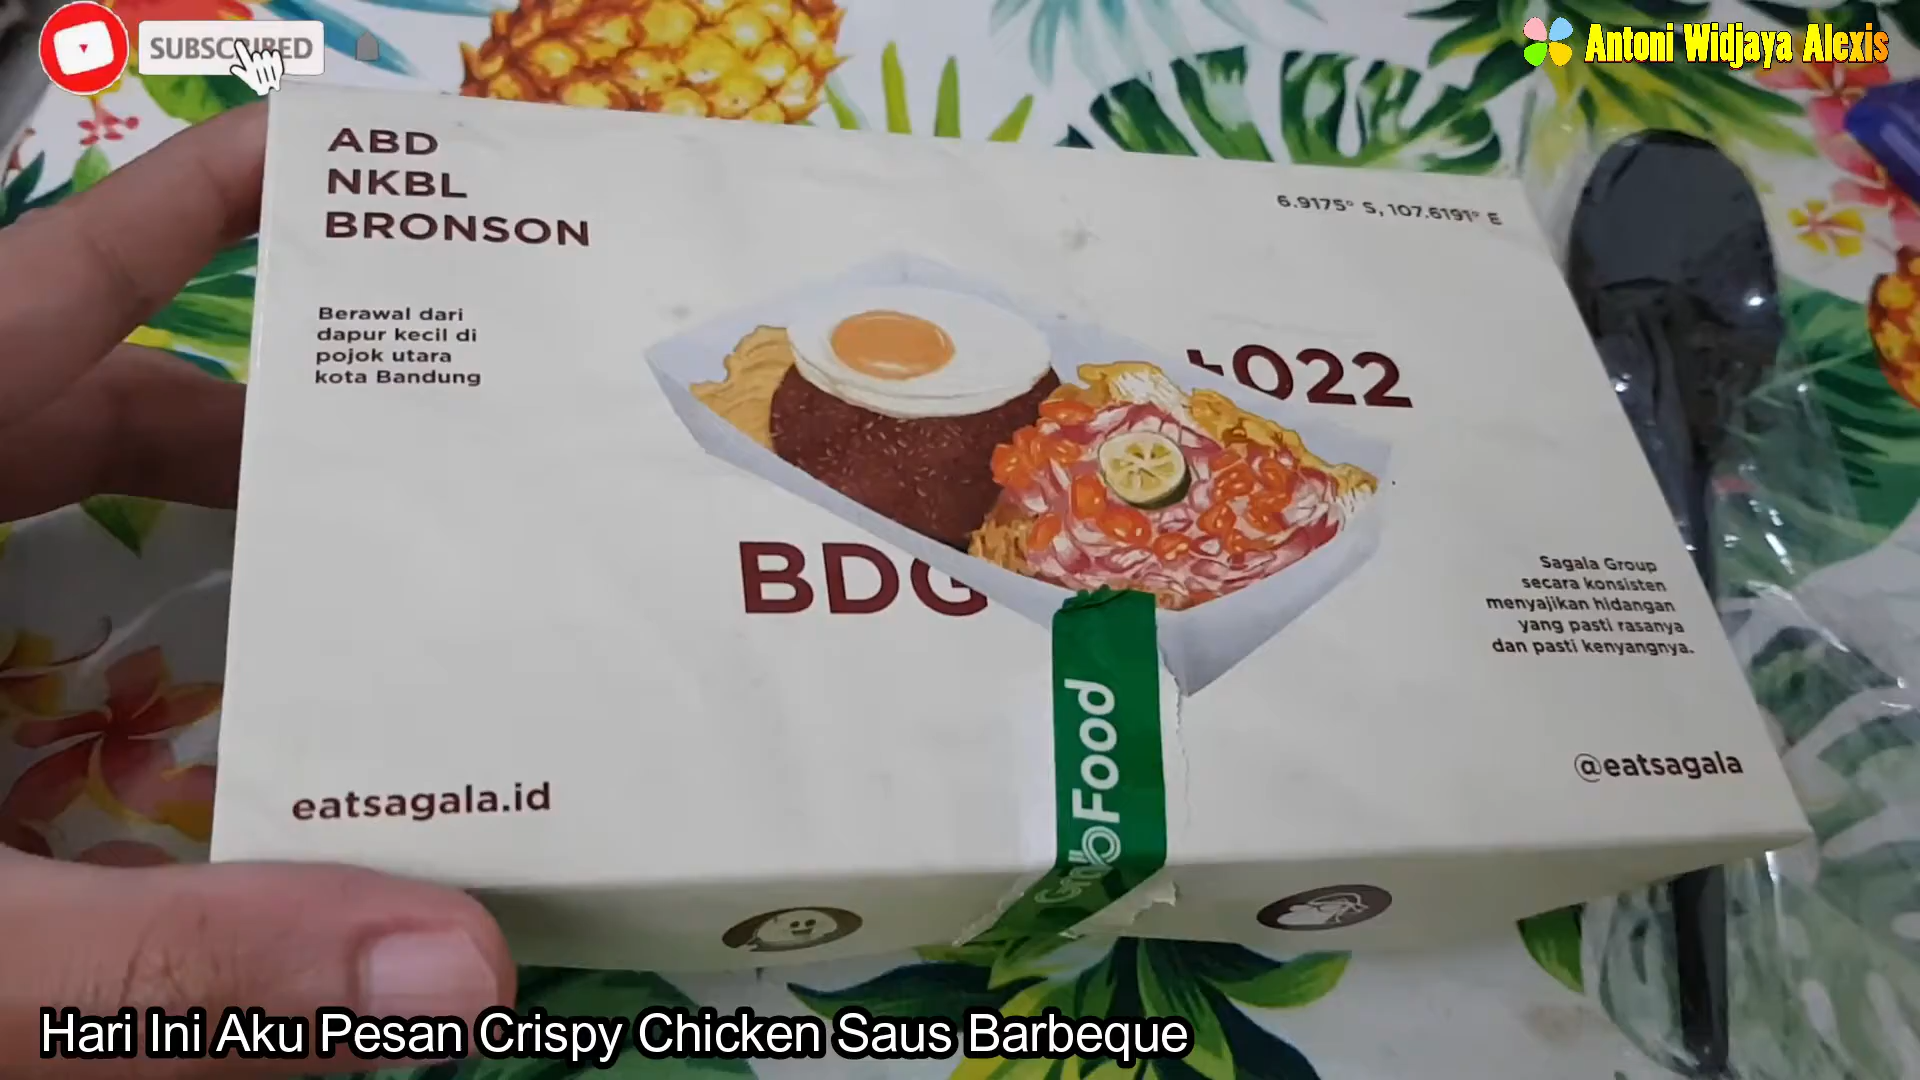 SUBSCRIBED
Antoni Widjaya Alexis
ABD
NKBL
BRONSON
6.9175° S, 107.6191° E
Berawal dari
dapur kecil di
pojok utara
kota Bandung
BDG
Sagala Group
secara konsisten
menyajikan hidangan
yang pasti rasanya
dan pasti kenyangnya.
GrabFood
eatsagala.id
@eatsagala
Hari Ini Aku Pesan Crispy Chicken Saus Barbeque